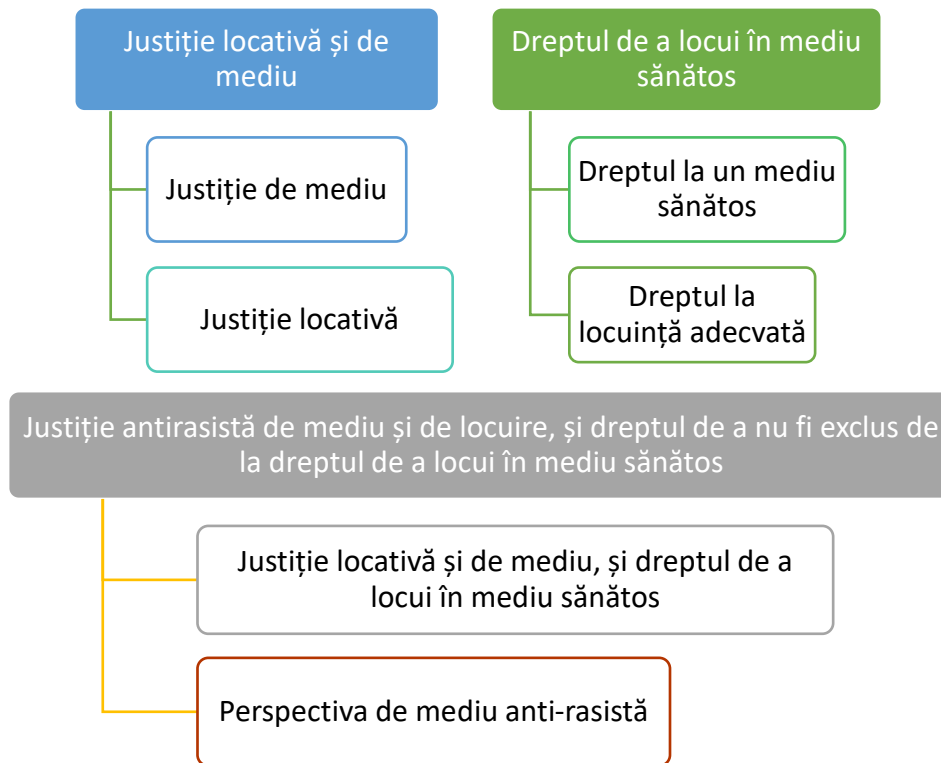 Justiție locativă și de
mediu
Justiție de mediu
Justiție locativă
Dreptul de a locui în mediu
sănătos
Dreptul la un mediu
sănătos
Dreptul la
locuință adecvată
Justiție antirasistă de mediu și de locuire, și dreptul de a nu fi exclus de
la dreptul de a locui în mediu sănătos
Justiție locativă și de mediu, și dreptul de a
locui în mediu sănătos
Perspectiva de mediu anti-rasistă